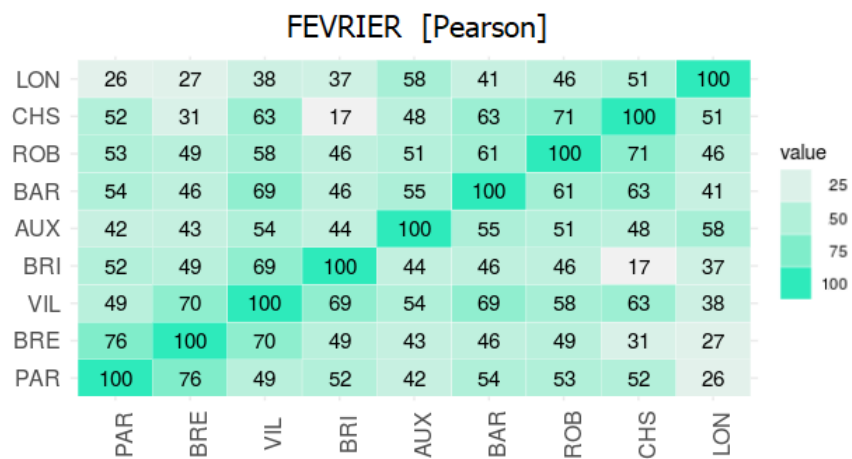 FEVRIER [Pearson]
LON 26 27 38 37 58 41 46 51 100
CHS 52 31 63 17 48 63 71 100 51
ROB 53 49 58 46 51 61 100 71 46
BAR 54 46 69 46 55 100 61 63 41
AUX 42 43 54 44 100 55 51 48 58
BRI 52 49 69 100 44 46 46 17 37
VIL 49 70 100 69 54 69 58 63 38
BRE 76 100 70 49 43 46 49 31 27
PAR 100 76 49 52 42 54 53 52 26
PAR BRE VIL BRI AUX BAR ROB CHS LON
value
25
50
75
100